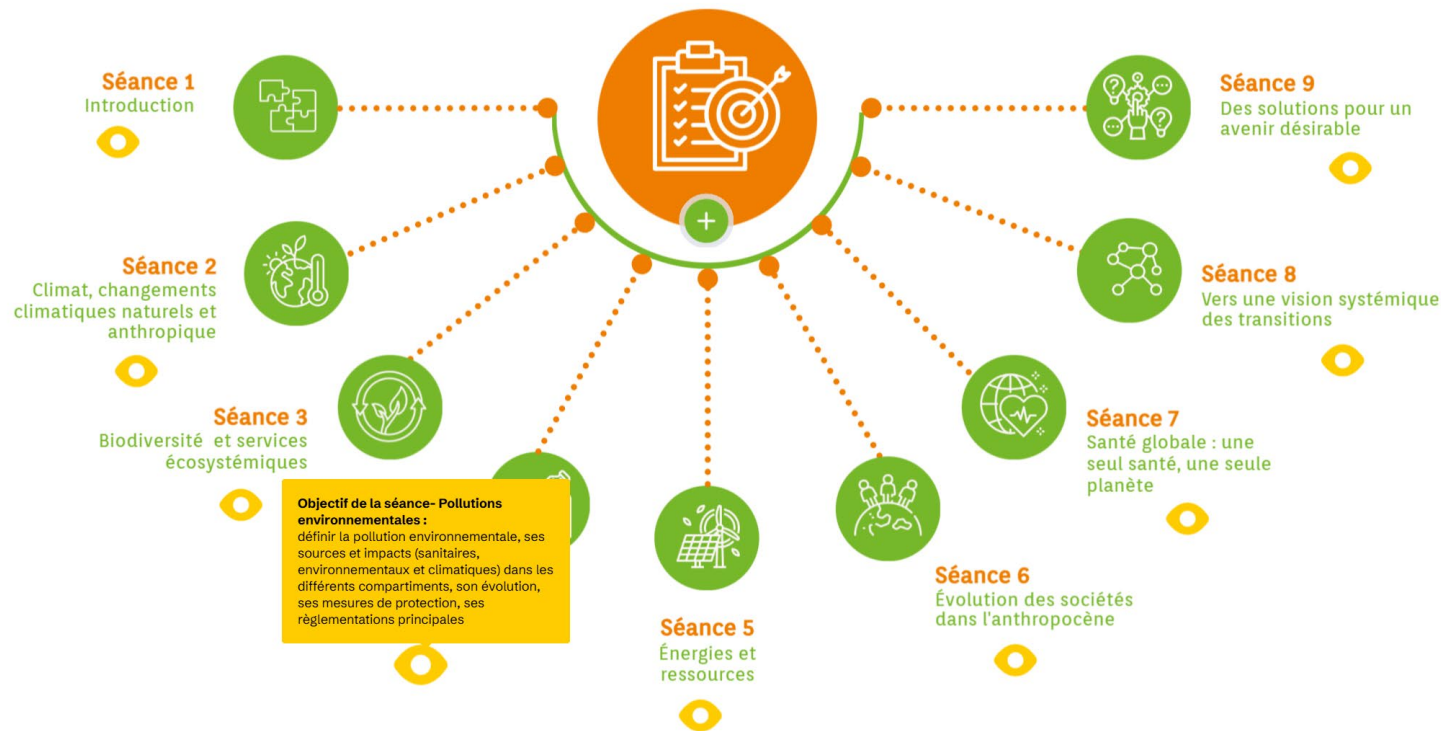 Séance 1
Introduction
Séance 2
Climat, changements
climatiques naturels et
anthropique
Séance 3
Biodiversité et services
écosystémiques
Objectif de la séance- Pollutions
environnementales :
définir la pollution environnementale, ses
sources et impacts (sanitaires,
environnementaux et climatiques) dans les
différents compartiments, son évolution,
ses mesures de protection, ses
règlementations principales
Séance 5
Énergies et
ressources
Séance 6
Évolution des sociétés
dans l'anthropocène
Séance 7
Santé globale : une
seul santé, une seule
planète
Séance 8
Vers une vision systémique
des transitions
Séance 9
Des solutions pour un
avenir désirable